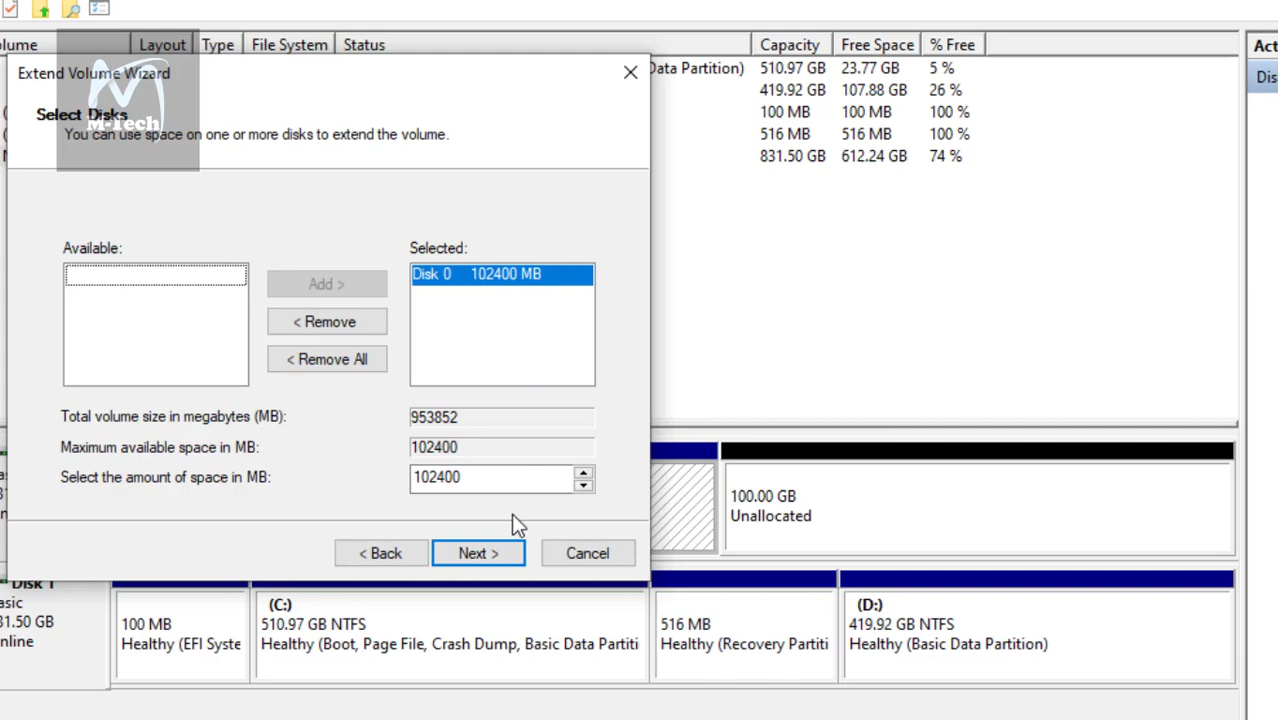 olume Layout Type File System Status Capacity Free Space % Free Act
Extend Volume Wizard
Data Partition) 510.97 GB 23.77 GB 5 %
Dis
419.92 GB 107.88 GB 26 %
Select Disks
100 MB 100 MB 100 %
M-Tech
You can use space on one or more disks to extend the volume.
516 MB 516 MB 100 %
831.50 GB 612.24 GB 74 %
Available:
Selected:
Disk 0 102400 MB
Add >
< Remove
< Remove All
Total volume size in megabytes (MB): 953852
Maximum available space in MB: 102400
Select the amount of space in MB: 102400
100.00 GB
Unallocated
< Back Next > Cancel
Disk 1
asic
31.50 GB
nline
100 MB
Healthy (EFI Syste
(C:)
510.97 GB NTFS
Healthy (Boot, Page File, Crash Dump, Basic Data Partiti
516 MB
Healthy (Recovery Partiti
(D:)
419.92 GB NTFS
Healthy (Basic Data Partition)